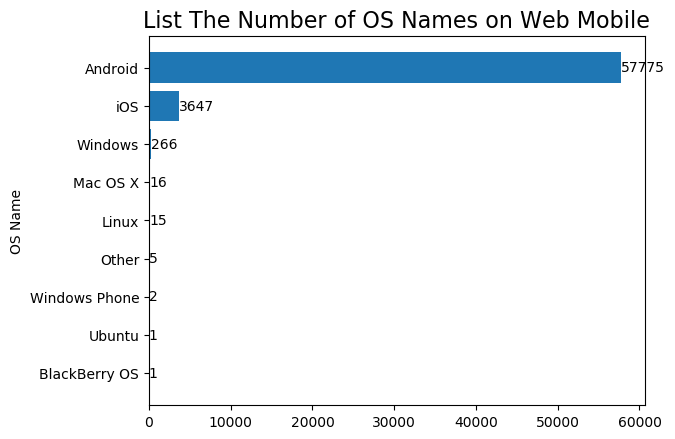 List The Number of OS Names on Web Mobile
Android 57775
iOS 3647
Windows 266
Mac OS X 16
Linux 15
Other 5
Windows Phone 2
Ubuntu 1
BlackBerry OS 1
OS Name
0 10000 20000 30000 40000 50000 60000